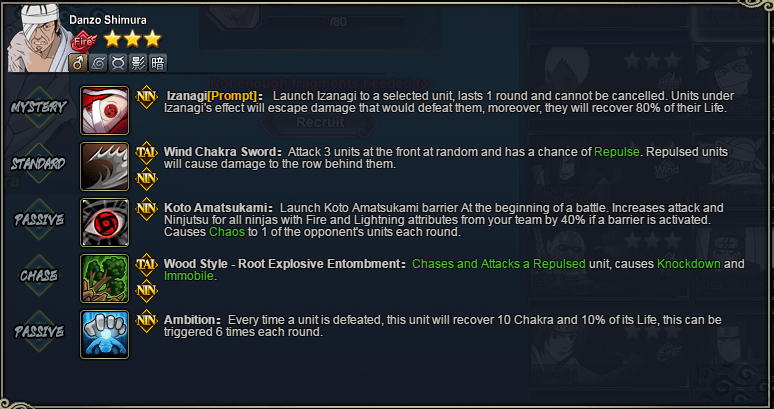 /80
Danzo Shimura
Fire
影 暗
Recruit
MYSTERY
NIN
Izanagi[Prompt]: Launch Izanagi to a selected unit, lasts 1 round and cannot be cancelled. Units under
Izanagi's effect will escape damage that would defeat them, moreover, they will recover 80% of their Life.
STANDARD
TAI
NIN
Wind Chakra Sword: Attack 3 units at the front at random and has a chance of Repulse. Repulsed units
will cause damage to the row behind them.
PASSIVE
NIN
Koto Amatsukami: Launch Koto Amatsukami barrier At the beginning of a battle. Increases attack and
Ninjutsu for all ninjas with Fire and Lightning attributes from your team by 40% if a barrier is activated.
Causes Chaos to 1 of the opponent's units each round.
CHASE
TAI
NIN
Wood Style - Root Explosive Entombment: Chases and Attacks a Repulsed unit, causes Knockdown and
Immobile.
PASSIVE
NIN
Ambition: Every time a unit is defeated, this unit will recover 10 Chakra and 10% of its Life, this can be
triggered 6 times each round.